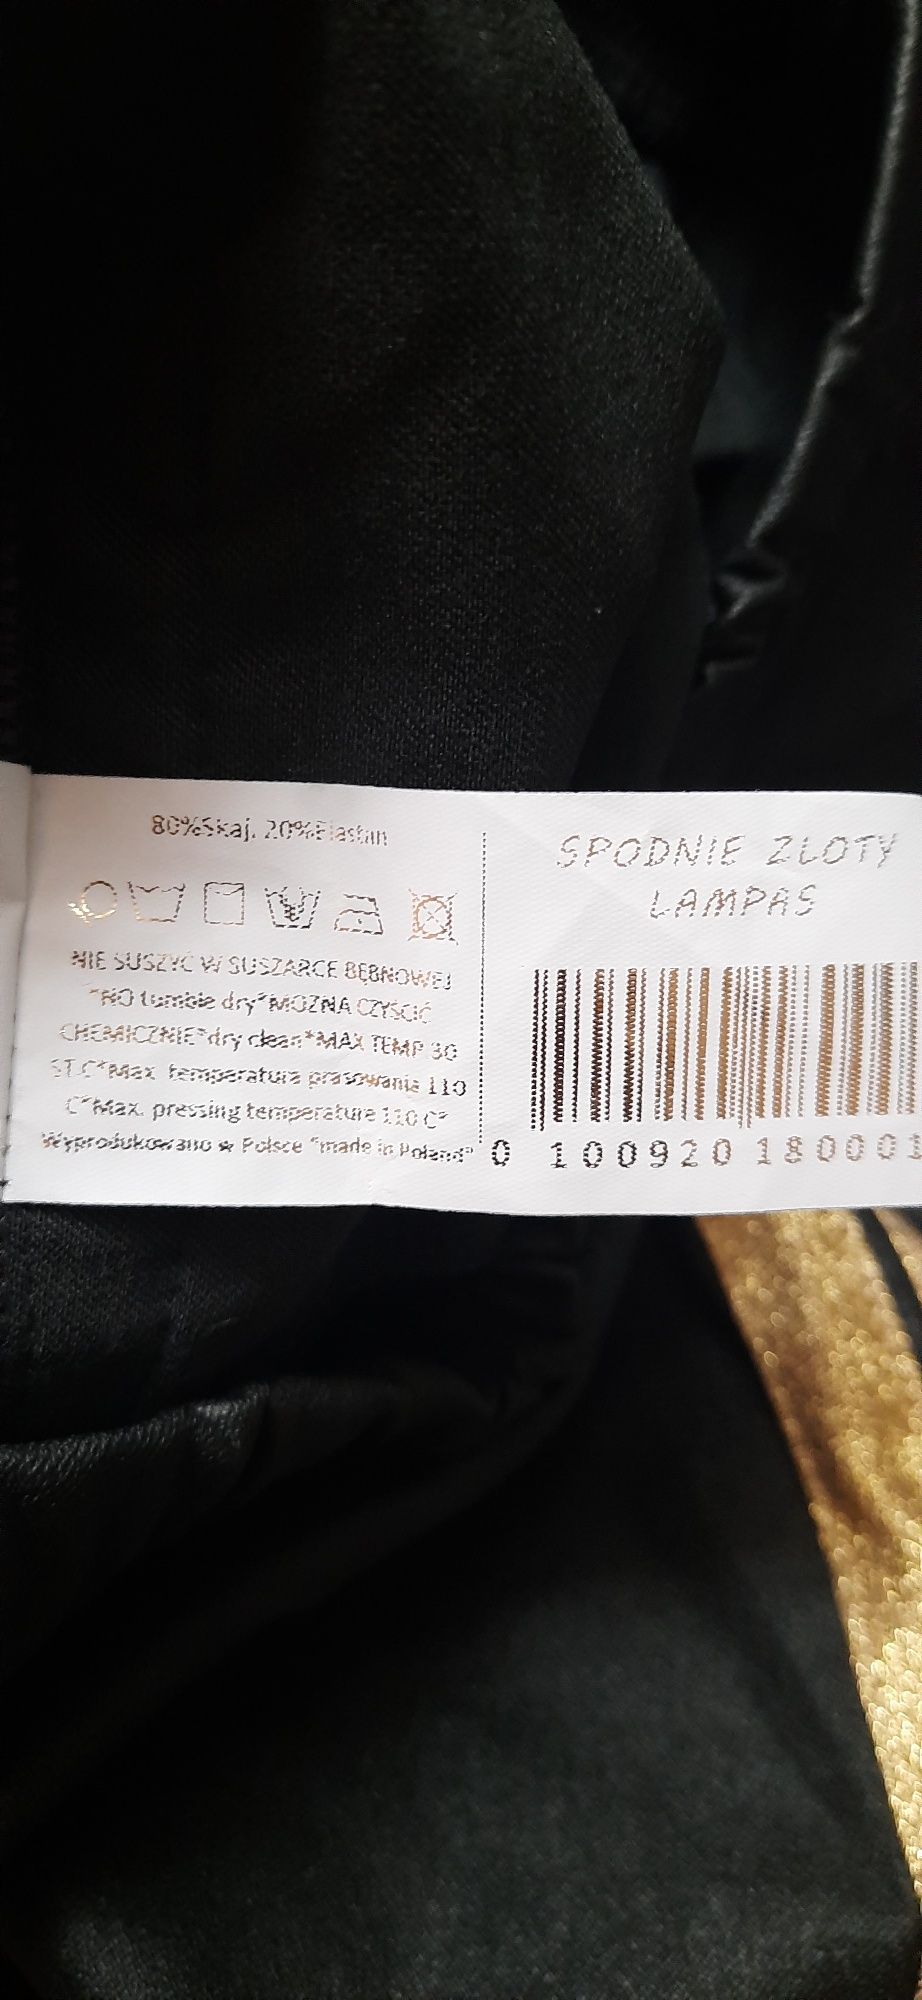 80%Skaj, 20%Elastan
NIE SUSZYĆ W SUSZARCE BĘBNOWEJ
*NO tumble dry*MOŻNA CZYŚCIĆ
CHEMICZNIE*dry clean*MAX TEMP 30
ST.C*Max. temperatura prasowania 110
C*Max. pressing temperature 110 C*
Wyprodukowano w Polsce *made in Poland*
SPODNIE ZLOTY
LAMPAS
0 100920 180001